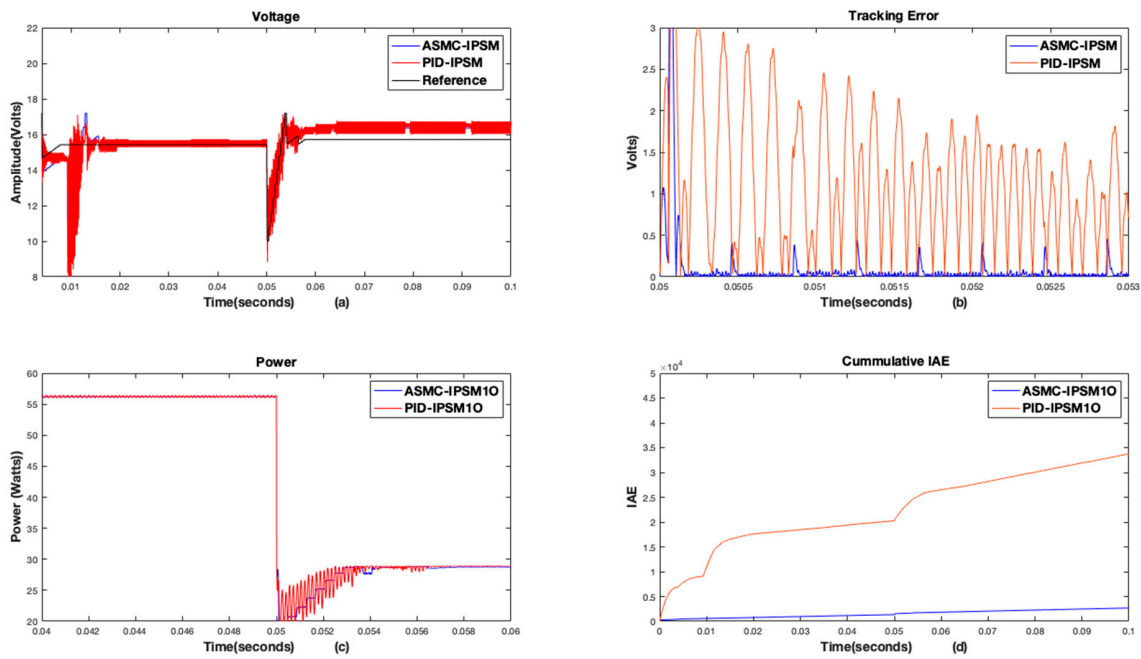 Voltage
22
20
18
16
14
12
10
8
Amplitude(Volts)
ASMC-IPSM
PID-IPSM
Reference
0.01 0.02 0.03 0.04 0.05 0.06 0.07 0.08 0.09 0.1
Time(seconds) (a)
Tracking Error
3
2.5
2
1.5
1
0.5
0
Volts)
ASMC-IPSM
PID-IPSM
0.05 0.0505 0.051 0.0515 0.052 0.0525 0.053
Time(seconds) (b)
Power
60
55
50
45
40
35
30
25
20
Power (Watts))
ASMC-IPSM1O
PID-IPSM1O
0.04 0.042 0.044 0.046 0.048 0.05 0.052 0.054 0.056 0.058 0.06
Time(seconds) (c)
Cummulative IAE
×10⁴
5
4.5
4
3.5
3
2.5
2
1.5
1
0.5
0
IAE
ASMC-IPSM1O
PID-IPSM1O
0 0.01 0.02 0.03 0.04 0.05 0.06 0.07 0.08 0.09 0.1
Time(seconds) (d)